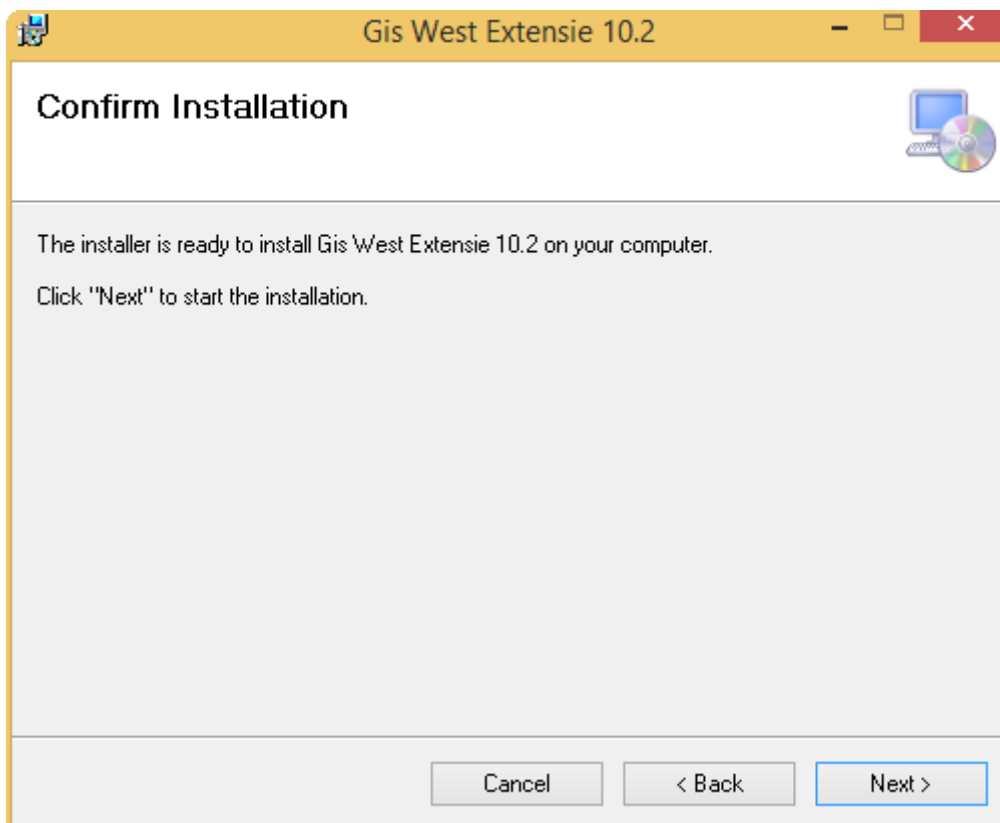 Gis West Extensie 10.2
Confirm Installation
The installer is ready to install Gis West Extensie 10.2 on your computer.
Click "Next" to start the installation.
Cancel
< Back
Next >